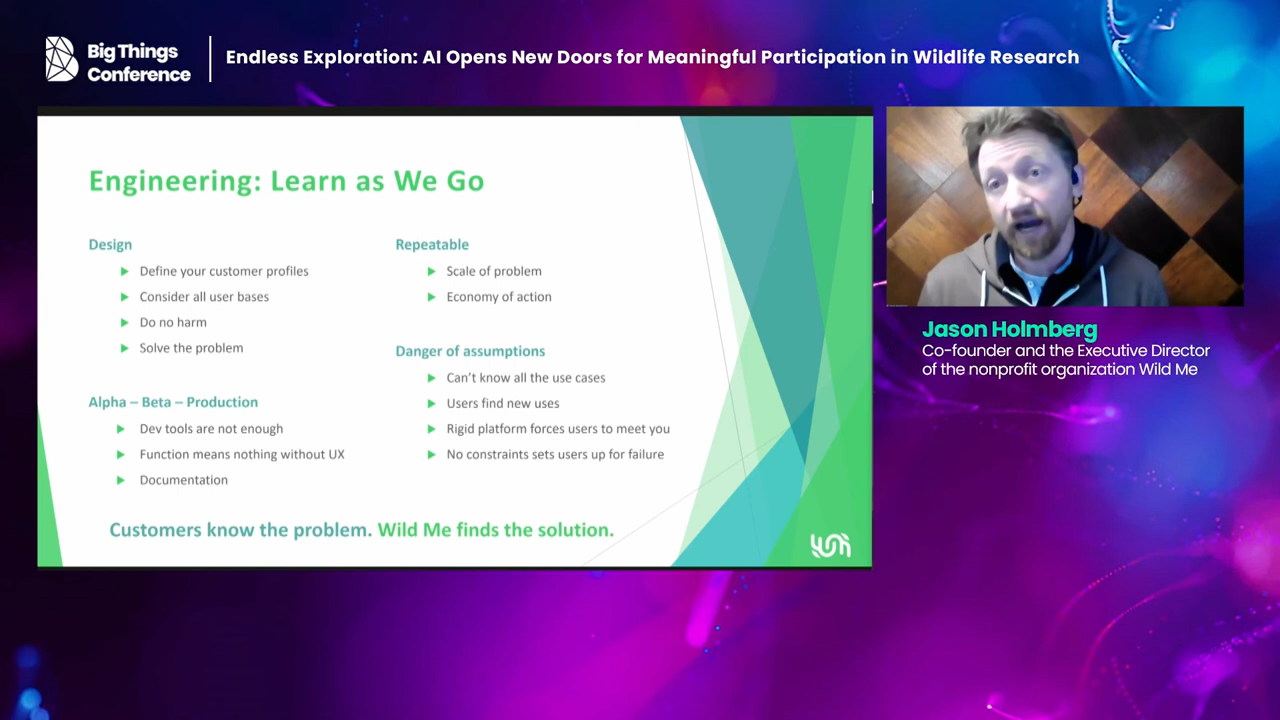 Big Things
Conference
Endless Exploration: AI Opens New Doors for Meaningful Participation in Wildlife Research
Engineering: Learn as We Go
Design
Define your customer profiles
Consider all user bases
Do no harm
Solve the problem
Alpha – Beta – Production
Dev tools are not enough
Function means nothing without UX
Documentation
Repeatable
Scale of problem
Economy of action
Danger of assumptions
Can't know all the use cases
Users find new uses
Rigid platform forces users to meet you
No constraints sets users up for failure
Customers know the problem. Wild Me finds the solution.
Jason Holmberg
Co-founder and the Executive Director
of the nonprofit organization Wild Me